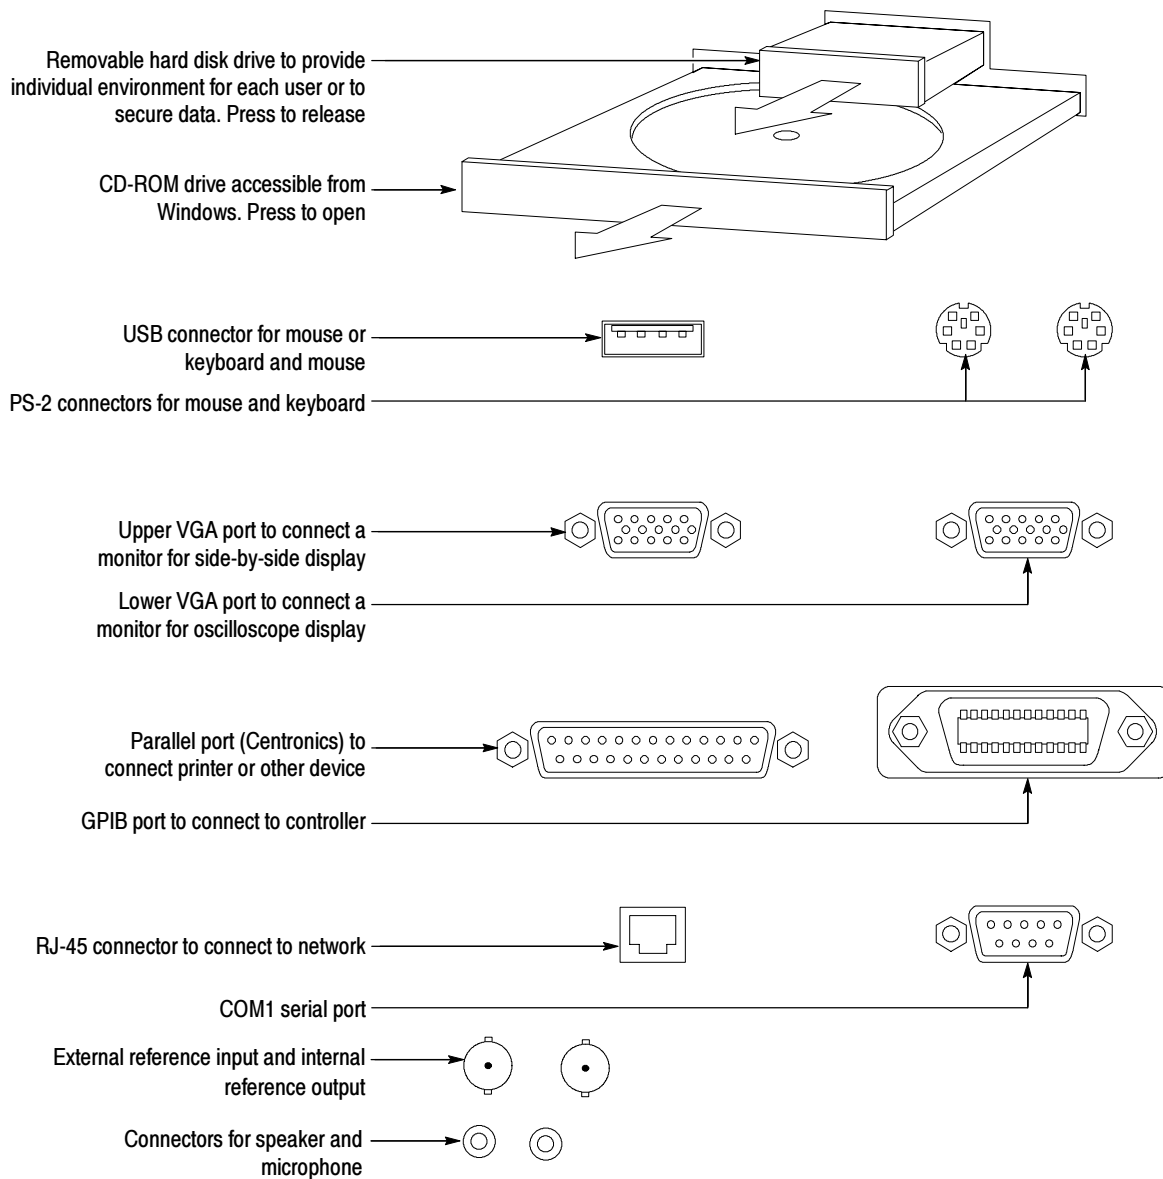 Removable hard disk drive to provide
individual environment for each user or to
secure data. Press to release
CD-ROM drive accessible from
Windows. Press to open
USB connector for mouse or
keyboard and mouse
PS-2 connectors for mouse and keyboard
Upper VGA port to connect a
monitor for side-by-side display
Lower VGA port to connect a
monitor for oscilloscope display
Parallel port (Centronics) to
connect printer or other device
GPIB port to connect to controller
RJ-45 connector to connect to network
COM1 serial port
External reference input and internal
reference output
Connectors for speaker and
microphone